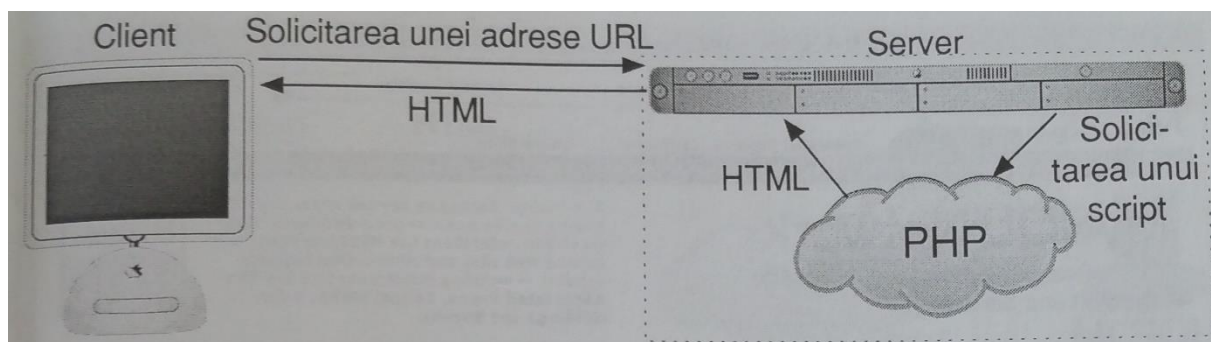 Client
Solicitarea unei adrese URL
HTML
Server
HTML
Solici-
tarea unui
script
PHP